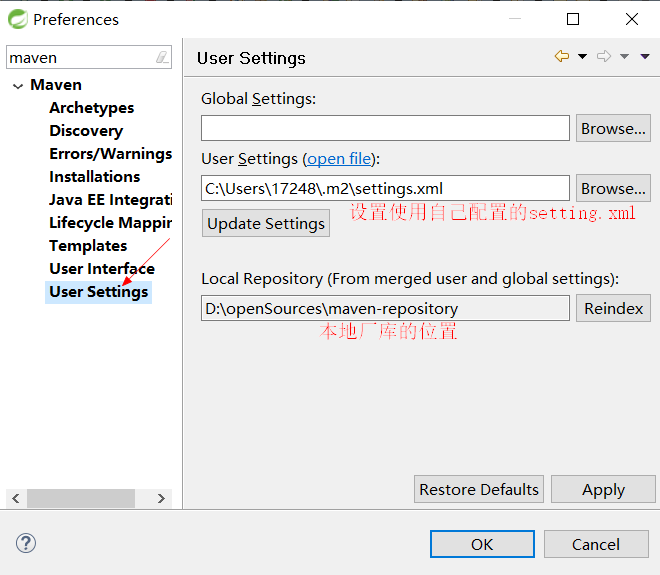 Preferences
maven
Maven
Archetypes
Discovery
Errors/Warnings
Installations
Java EE Integrati
Lifecycle Mappir
Templates
User Interface
User Settings
User Settings
Global Settings:
Browse...
User Settings (open file):
C:\Users\17248\.m2\settings.xml
Browse...
设置使用自己配置的setting.xml
Update Settings
Local Repository (From merged user and global settings):
D:\openSources\maven-repository
Reindex
本地厂库的位置
Restore Defaults
Apply
OK
Cancel